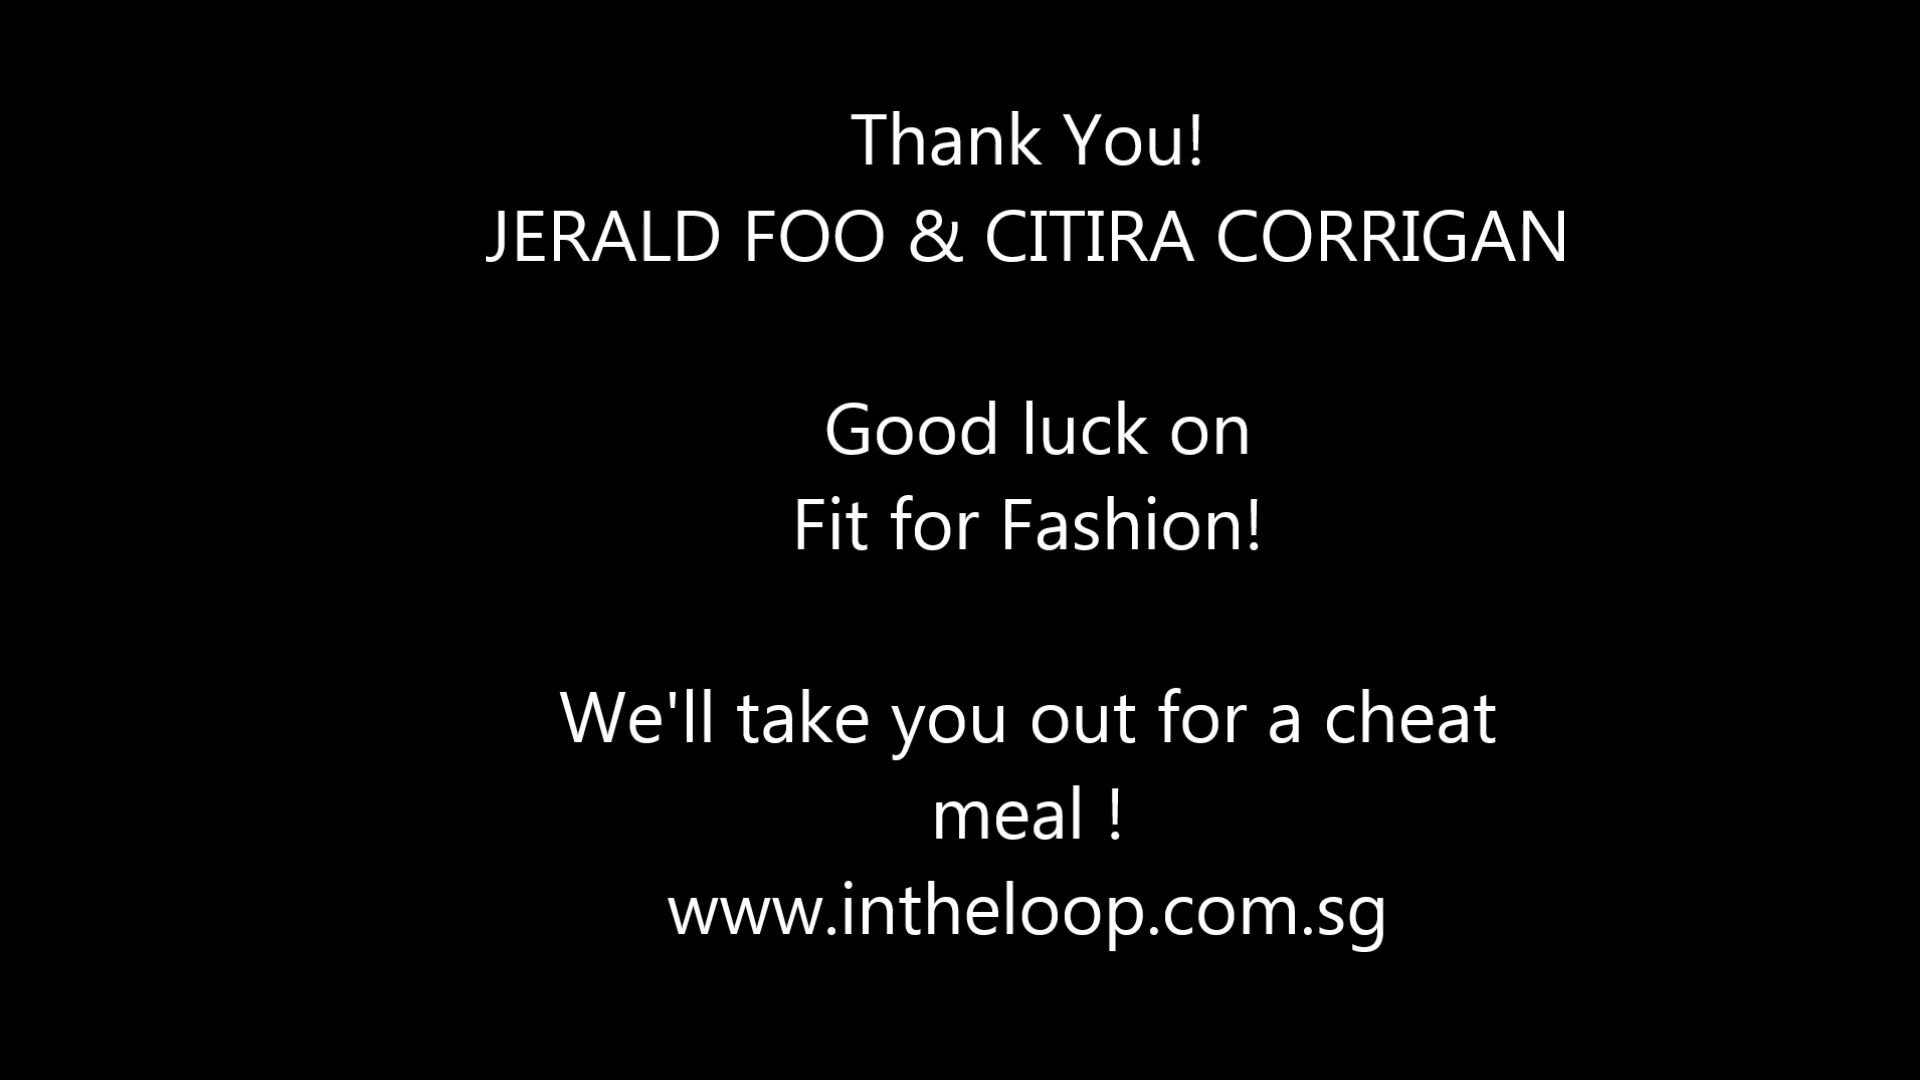 Thank You!
JERALD FOO & CITIRA CORRIGAN
Good luck on
Fit for Fashion!
We'll take you out for a cheat
meal !
www.intheloop.com.sg